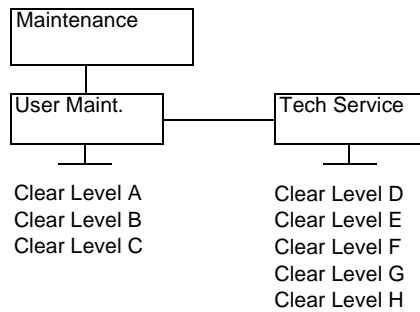 Maintenance
User Maint.
Tech Service
Clear Level A
Clear Level B
Clear Level C
Clear Level D
Clear Level E
Clear Level F
Clear Level G
Clear Level H